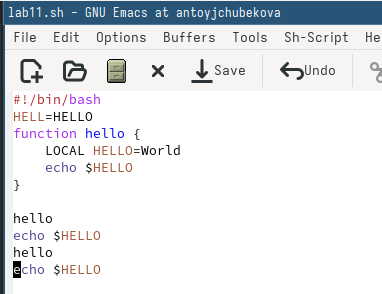 lab11.sh - GNU Emacs at antoyjchubekova
File Edit Options Buffers Tools Sh-Script He
Save Undo
#!/bin/bash
HELL=HELLO
function hello {
    LOCAL HELLO=World
    echo $HELLO
}
hello
echo $HELLO
hello
echo $HELLO